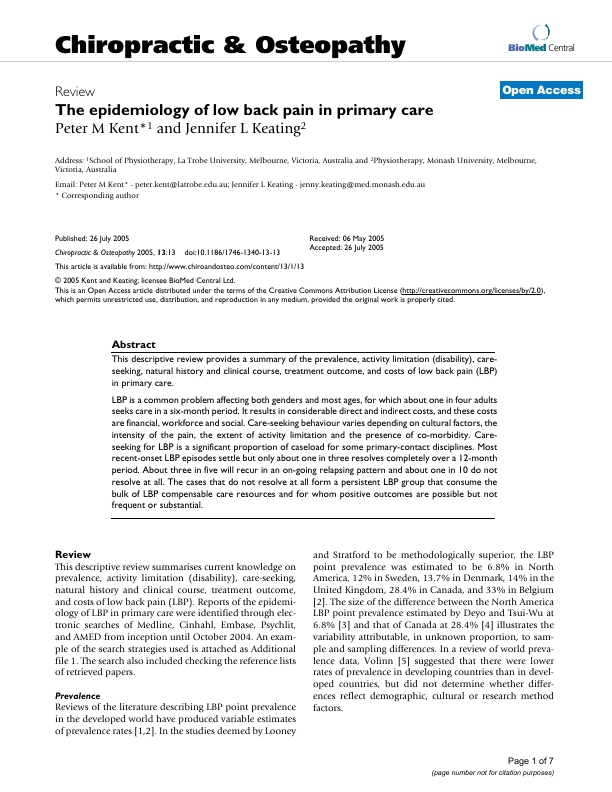 Chiropractic & Osteopathy
BioMed Central
Review
Open Access
The epidemiology of low back pain in primary care
Peter M Kent*1 and Jennifer L Keating2
Address: 1School of Physiotherapy, La Trobe University, Melbourne, Victoria, Australia and 2Physiotherapy, Monash University, Melbourne,
Victoria, Australia
Email: Peter M Kent* - peter.kent@latrobe.edu.au; Jennifer L Keating - jenny.keating@med.monash.edu.au
* Corresponding author
Published: 26 July 2005
Chiropractic & Osteopathy 2005, 13:13 doi:10.1186/1746-1340-13-13
This article is available from: http://www.chiroandosteo.com/content/13/1/13
Received: 06 May 2005
Accepted: 26 July 2005
© 2005 Kent and Keating; licensee BioMed Central Ltd.
This is an Open Access article distributed under the terms of the Creative Commons Attribution License (http://creativecommons.org/licenses/by/2.0),
which permits unrestricted use, distribution, and reproduction in any medium, provided the original work is properly cited.
Abstract
This descriptive review provides a summary of the prevalence, activity limitation (disability), care-
seeking, natural history and clinical course, treatment outcome, and costs of low back pain (LBP)
in primary care.
LBP is a common problem affecting both genders and most ages, for which about one in four adults
seeks care in a six-month period. It results in considerable direct and indirect costs, and these costs
are financial, workforce and social. Care-seeking behaviour varies depending on cultural factors, the
intensity of the pain, the extent of activity limitation and the presence of co-morbidity. Care-
seeking for LBP is a significant proportion of caseload for some primary-contact disciplines. Most
recent-onset LBP episodes settle but only about one in three resolves completely over a 12-month
period. About three in five will recur in an on-going relapsing pattern and about one in 10 do not
resolve at all. The cases that do not resolve at all form a persistent LBP group that consume the
bulk of LBP compensable care resources and for whom positive outcomes are possible but not
frequent or substantial.
Review
This descriptive review summarises current knowledge on
prevalence, activity limitation (disability), care-seeking,
natural history and clinical course, treatment outcome,
and costs of low back pain (LBP). Reports of the epidemi-
ology of LBP in primary care were identified through elec-
tronic searches of Medline, Cinhahl, Embase, Psychlit,
and AMED from inception until October 2004. An exam-
ple of the search strategies used is attached as Additional
file 1. The search also included checking the reference lists
of retrieved papers.
Prevalence
Reviews of the literature describing LBP point prevalence
in the developed world have produced variable estimates
of prevalence rates [1,2]. In the studies deemed by Looney
and Stratford to be methodologically superior, the LBP
point prevalence was estimated to be 6.8% in North
America, 12% in Sweden, 13.7% in Denmark, 14% in the
United Kingdom, 28.4% in Canada, and 33% in Belgium
[2]. The size of the difference between the North America
LBP point prevalence estimated by Deyo and Tsui-Wu at
6.8% [3] and that of Canada at 28.4% [4] illustrates the
variability attributable, in unknown proportion, to sam-
ple and sampling differences. In a review of world preva-
lence data, Volinn [5] suggested that there were lower
rates of prevalence in developing countries than in devel-
oped countries, but did not determine whether differ-
ences reflect demographic, cultural or research method
factors.
Page 1 of 7
(page number not for citation purposes)